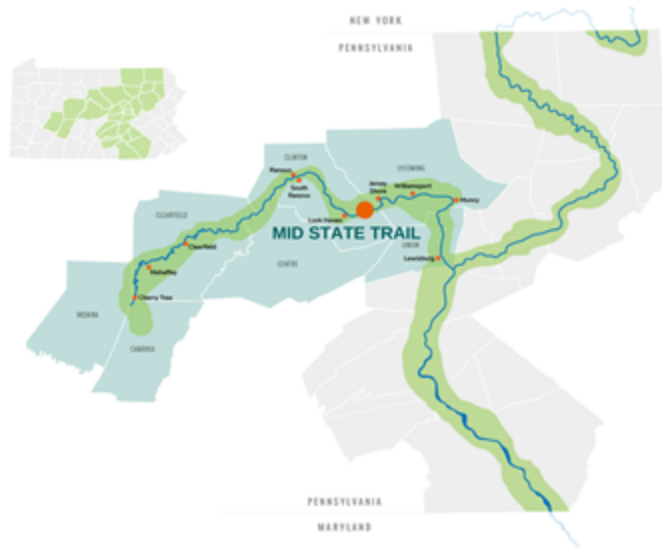 NEW YORK
PENNSYLVANIA
CLINTON
LYCOMING
Renovo
South
Renovo
Jersey
Shore
Williamsport
Muncy
Lock Haven
CLEARFIELD
MID STATE TRAIL
UNION
Clearfield
Lewisburg
CENTRE
Mahaffey
Cherry Tree
INDIANA
CAMBRIA
PENNSYLVANIA
MARYLAND